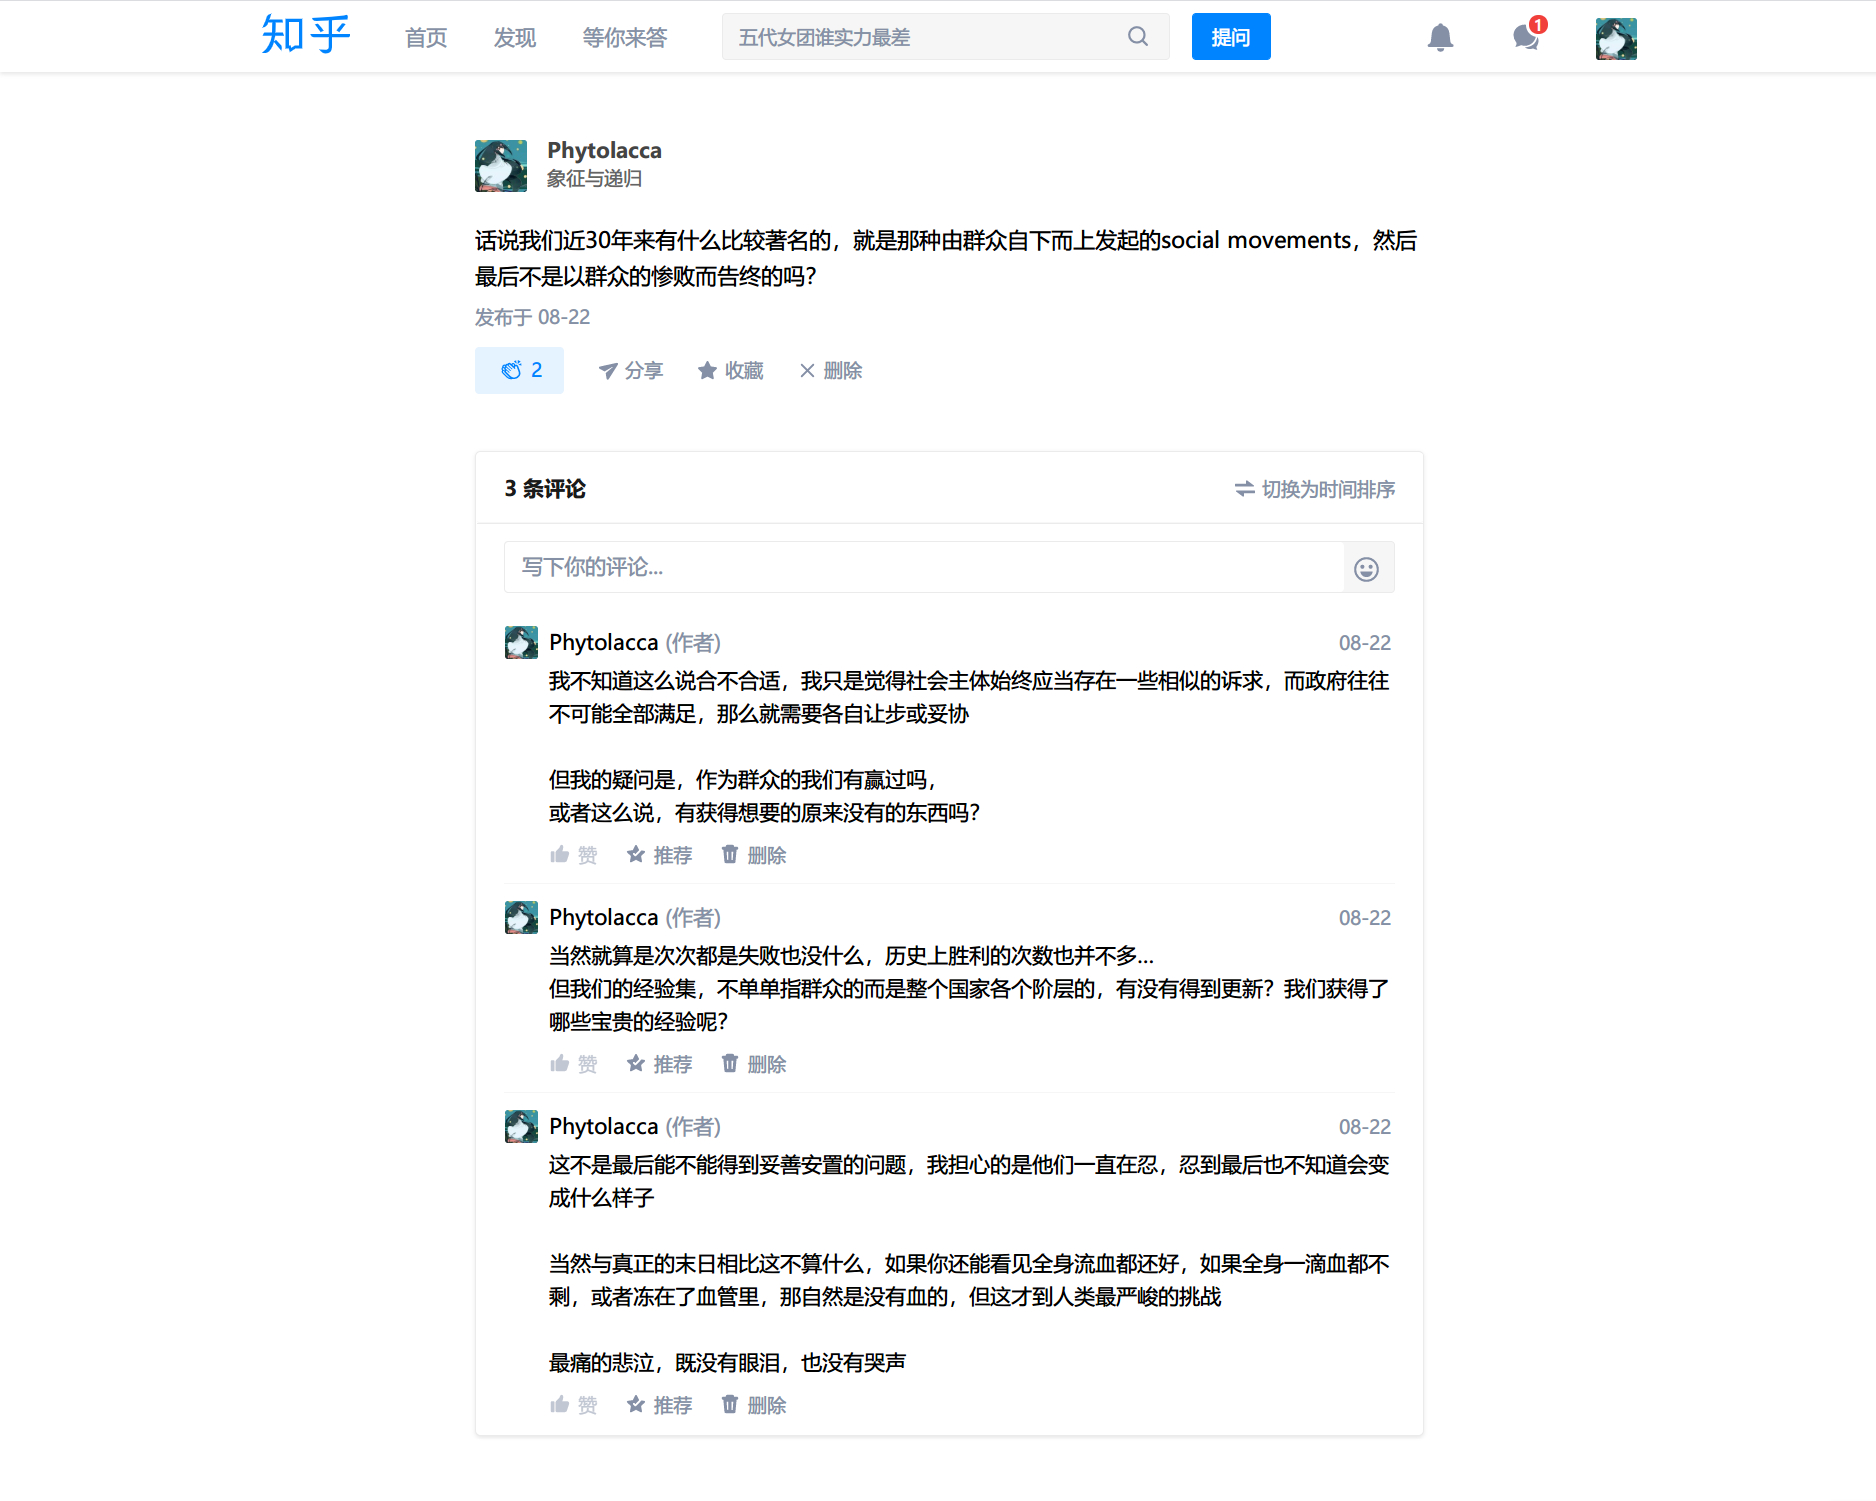 知乎
首页 发现 等你来答 五代女团谁实力最差 提问 1
Phytolacca
象征与递归
话说我们近30年来有什么比较著名的，就是那种由群众自下而上发起的social movements，然后
最后不是以群众的惨败而告终的吗？
发布于 08-22
2 分享 收藏 删除
3 条评论 切换为时间排序
写下你的评论...
Phytolacca (作者) 08-22
我不知道这么说合不合适，我只是觉得社会主体始终应当存在一些相似的诉求，而政府往往
不可能全部满足，那么就需要各自让步或妥协
但我的疑问是，作为群众的我们有赢过吗，
或者这么说，有获得想要的原来没有的东西吗？
赞 推荐 删除
Phytolacca (作者) 08-22
当然就算是次次都是失败也没什么，历史上胜利的次数也并不多...
但我们的经验集，不单单指群众的而是整个国家各个阶层的，有没有得到更新？我们获得了
哪些宝贵的经验呢？
赞 推荐 删除
Phytolacca (作者) 08-22
这不是最后能不能得到妥善安置的问题，我担心的是他们一直在忍，忍到最后也不知道会变
成什么样子
当然与真正的末日相比这不算什么，如果你还能看见全身流血都还好，如果全身一滴血都不
剩，或者冻在了血管里，那自然是没有血的，但这才到人类最严峻的挑战
最痛的悲泣，既没有眼泪，也没有哭声
赞 推荐 删除